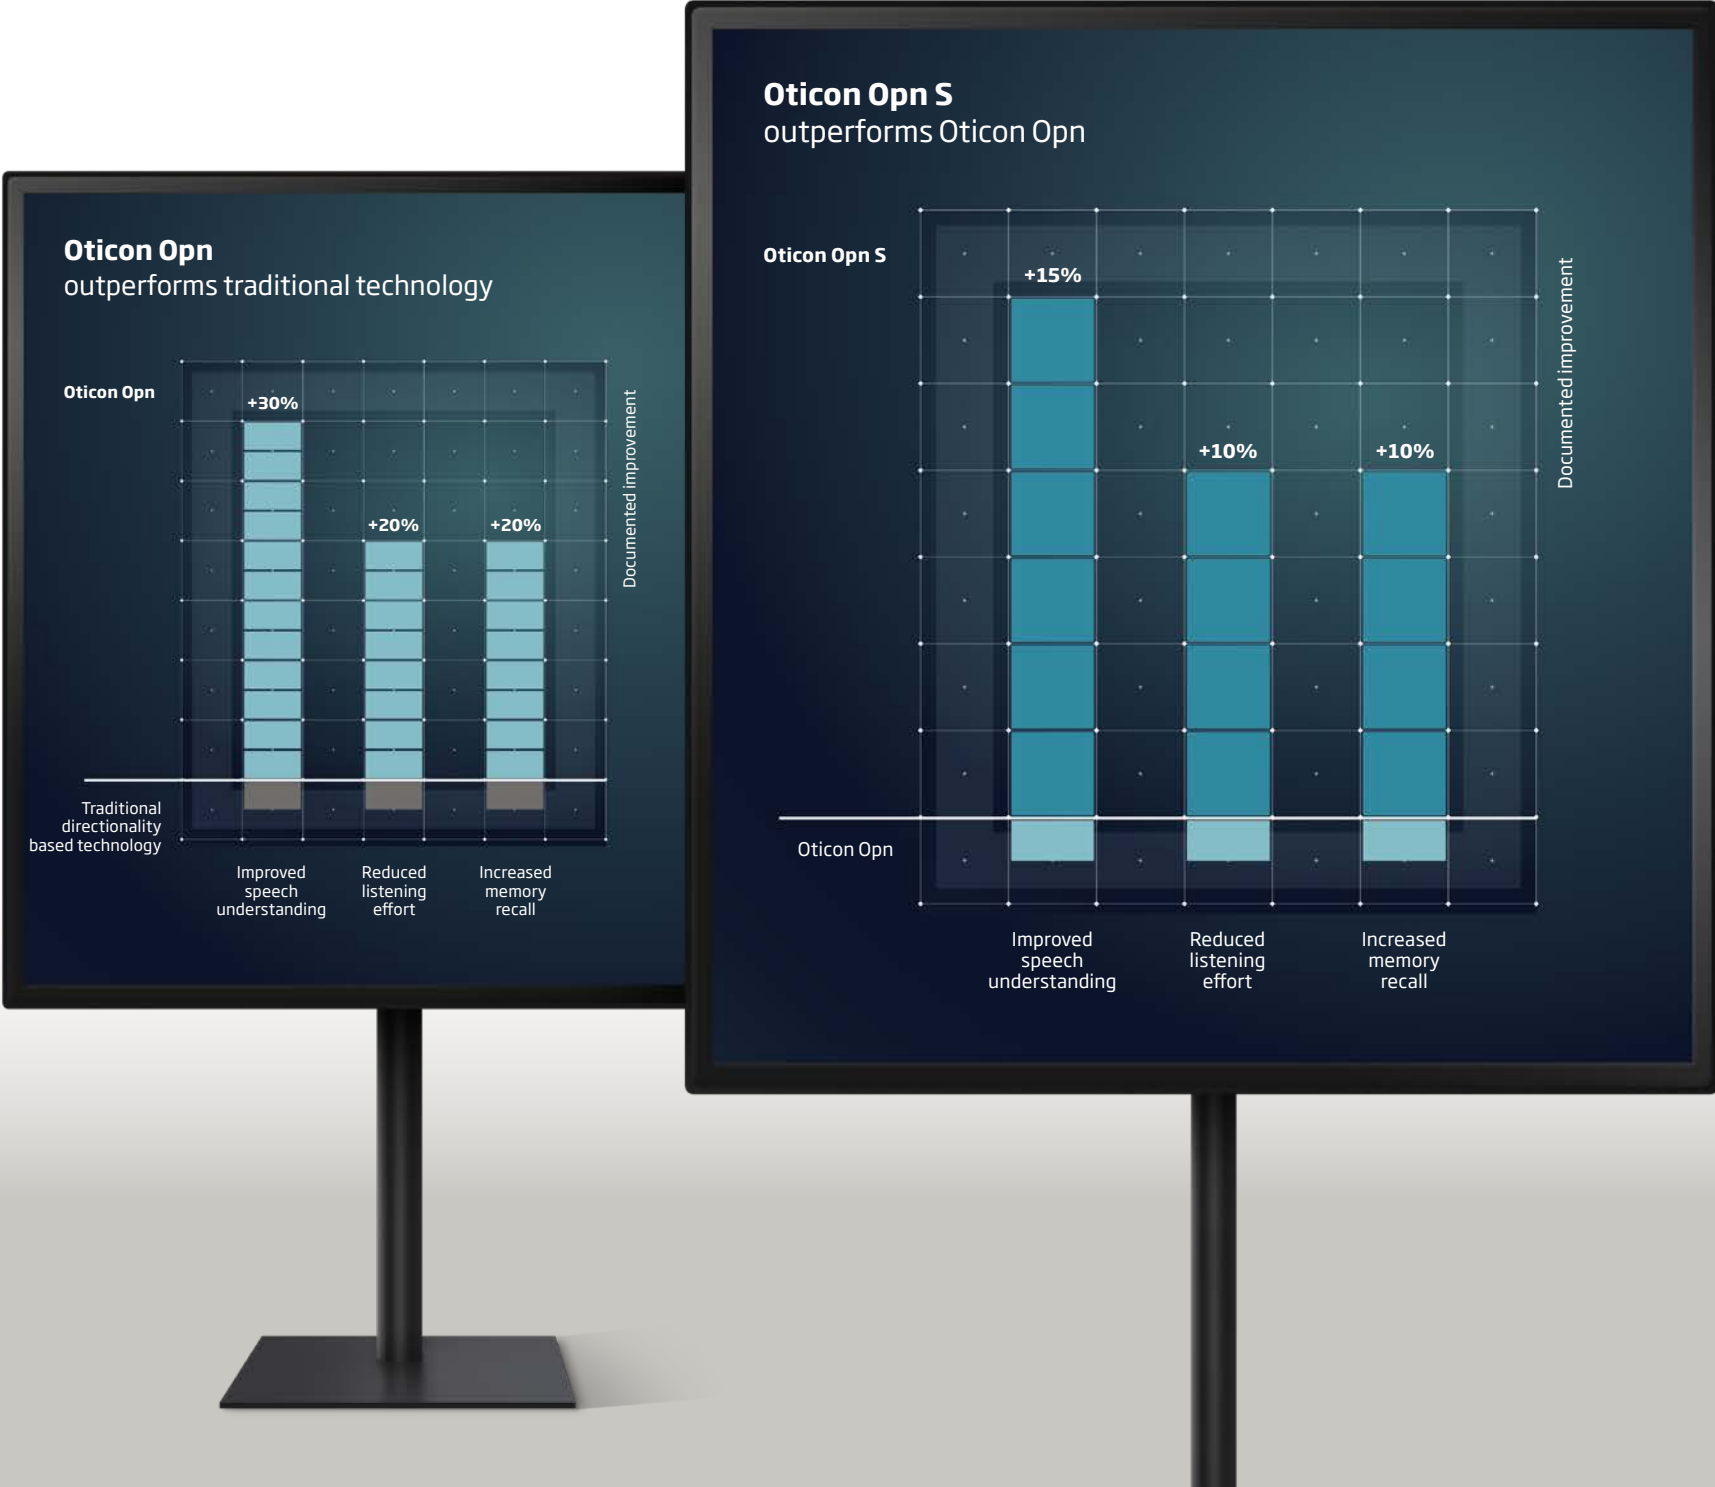 Oticon Opn
outperforms traditional technology
Oticon Opn
+30%
+20%
+20%
Documented improvement
Traditional
directionality
based technology
Improved
speech
understanding
Reduced
listening
effort
Increased
memory
recall
Oticon Opn S
outperforms Oticon Opn
Oticon Opn S
+15%
+10%
+10%
Documented improvement
Oticon Opn
Improved
speech
understanding
Reduced
listening
effort
Increased
memory
recall